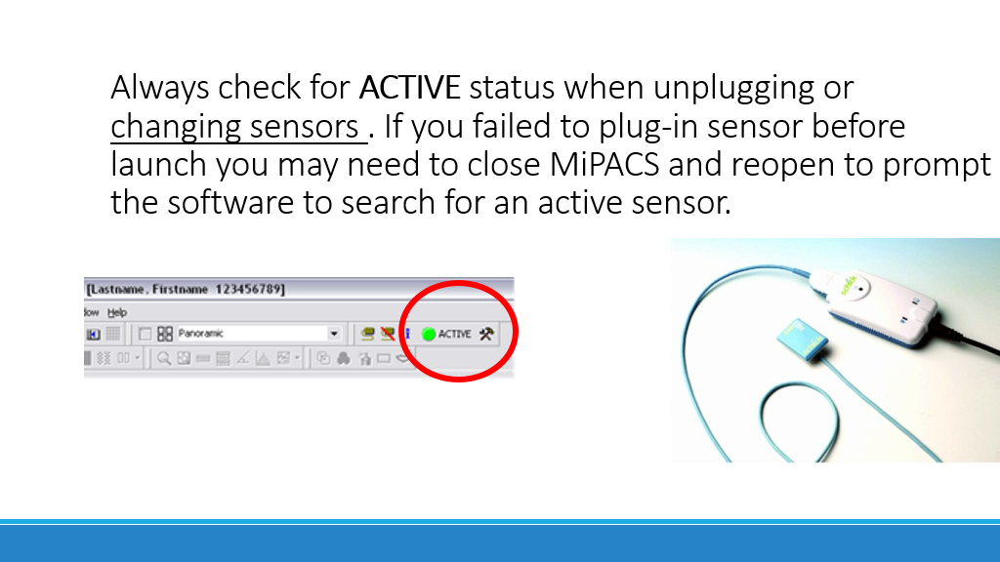 Always check for ACTIVE status when unplugging or
changing sensors . If you failed to plug-in sensor before
launch you may need to close MiPACS and reopen to prompt
the software to search for an active sensor.
[Lastname, Firstname 123456789]
dow Help
Panoramic
ACTIVE